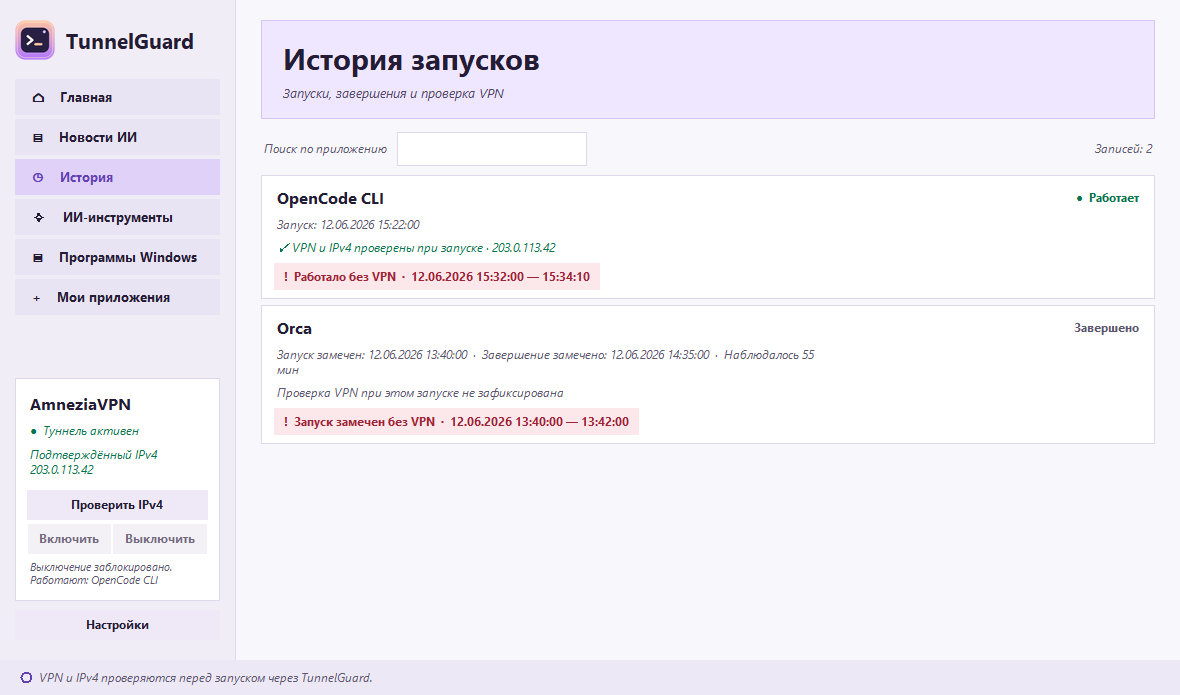 TunnelGuard
Главная
Новости ИИ
История
ИИ-инструменты
Программы Windows
+ Мои приложения
AmneziaVPN
● Туннель активен
Подтверждённый IPv4
203.0.113.42
Проверить IPv4
Включить Выключить
Выключение заблокировано.
Работают: OpenCode CLI
Настройки
История запусков
Запуски, завершения и проверка VPN
Поиск по приложению
Записей: 2
OpenCode CLI
● Работает
Запуск: 12.06.2026 15:22:00
✓ VPN и IPv4 проверены при запуске · 203.0.113.42
! Работало без VPN · 12.06.2026 15:32:00 — 15:34:10
Orca
Завершено
Запуск замечен: 12.06.2026 13:40:00 · Завершение замечено: 12.06.2026 14:35:00 · Наблюдалось 55
мин
Проверка VPN при этом запуске не зафиксирована
! Запуск замечен без VPN · 12.06.2026 13:40:00 — 13:42:00
VPN и IPv4 проверяются перед запуском через TunnelGuard.